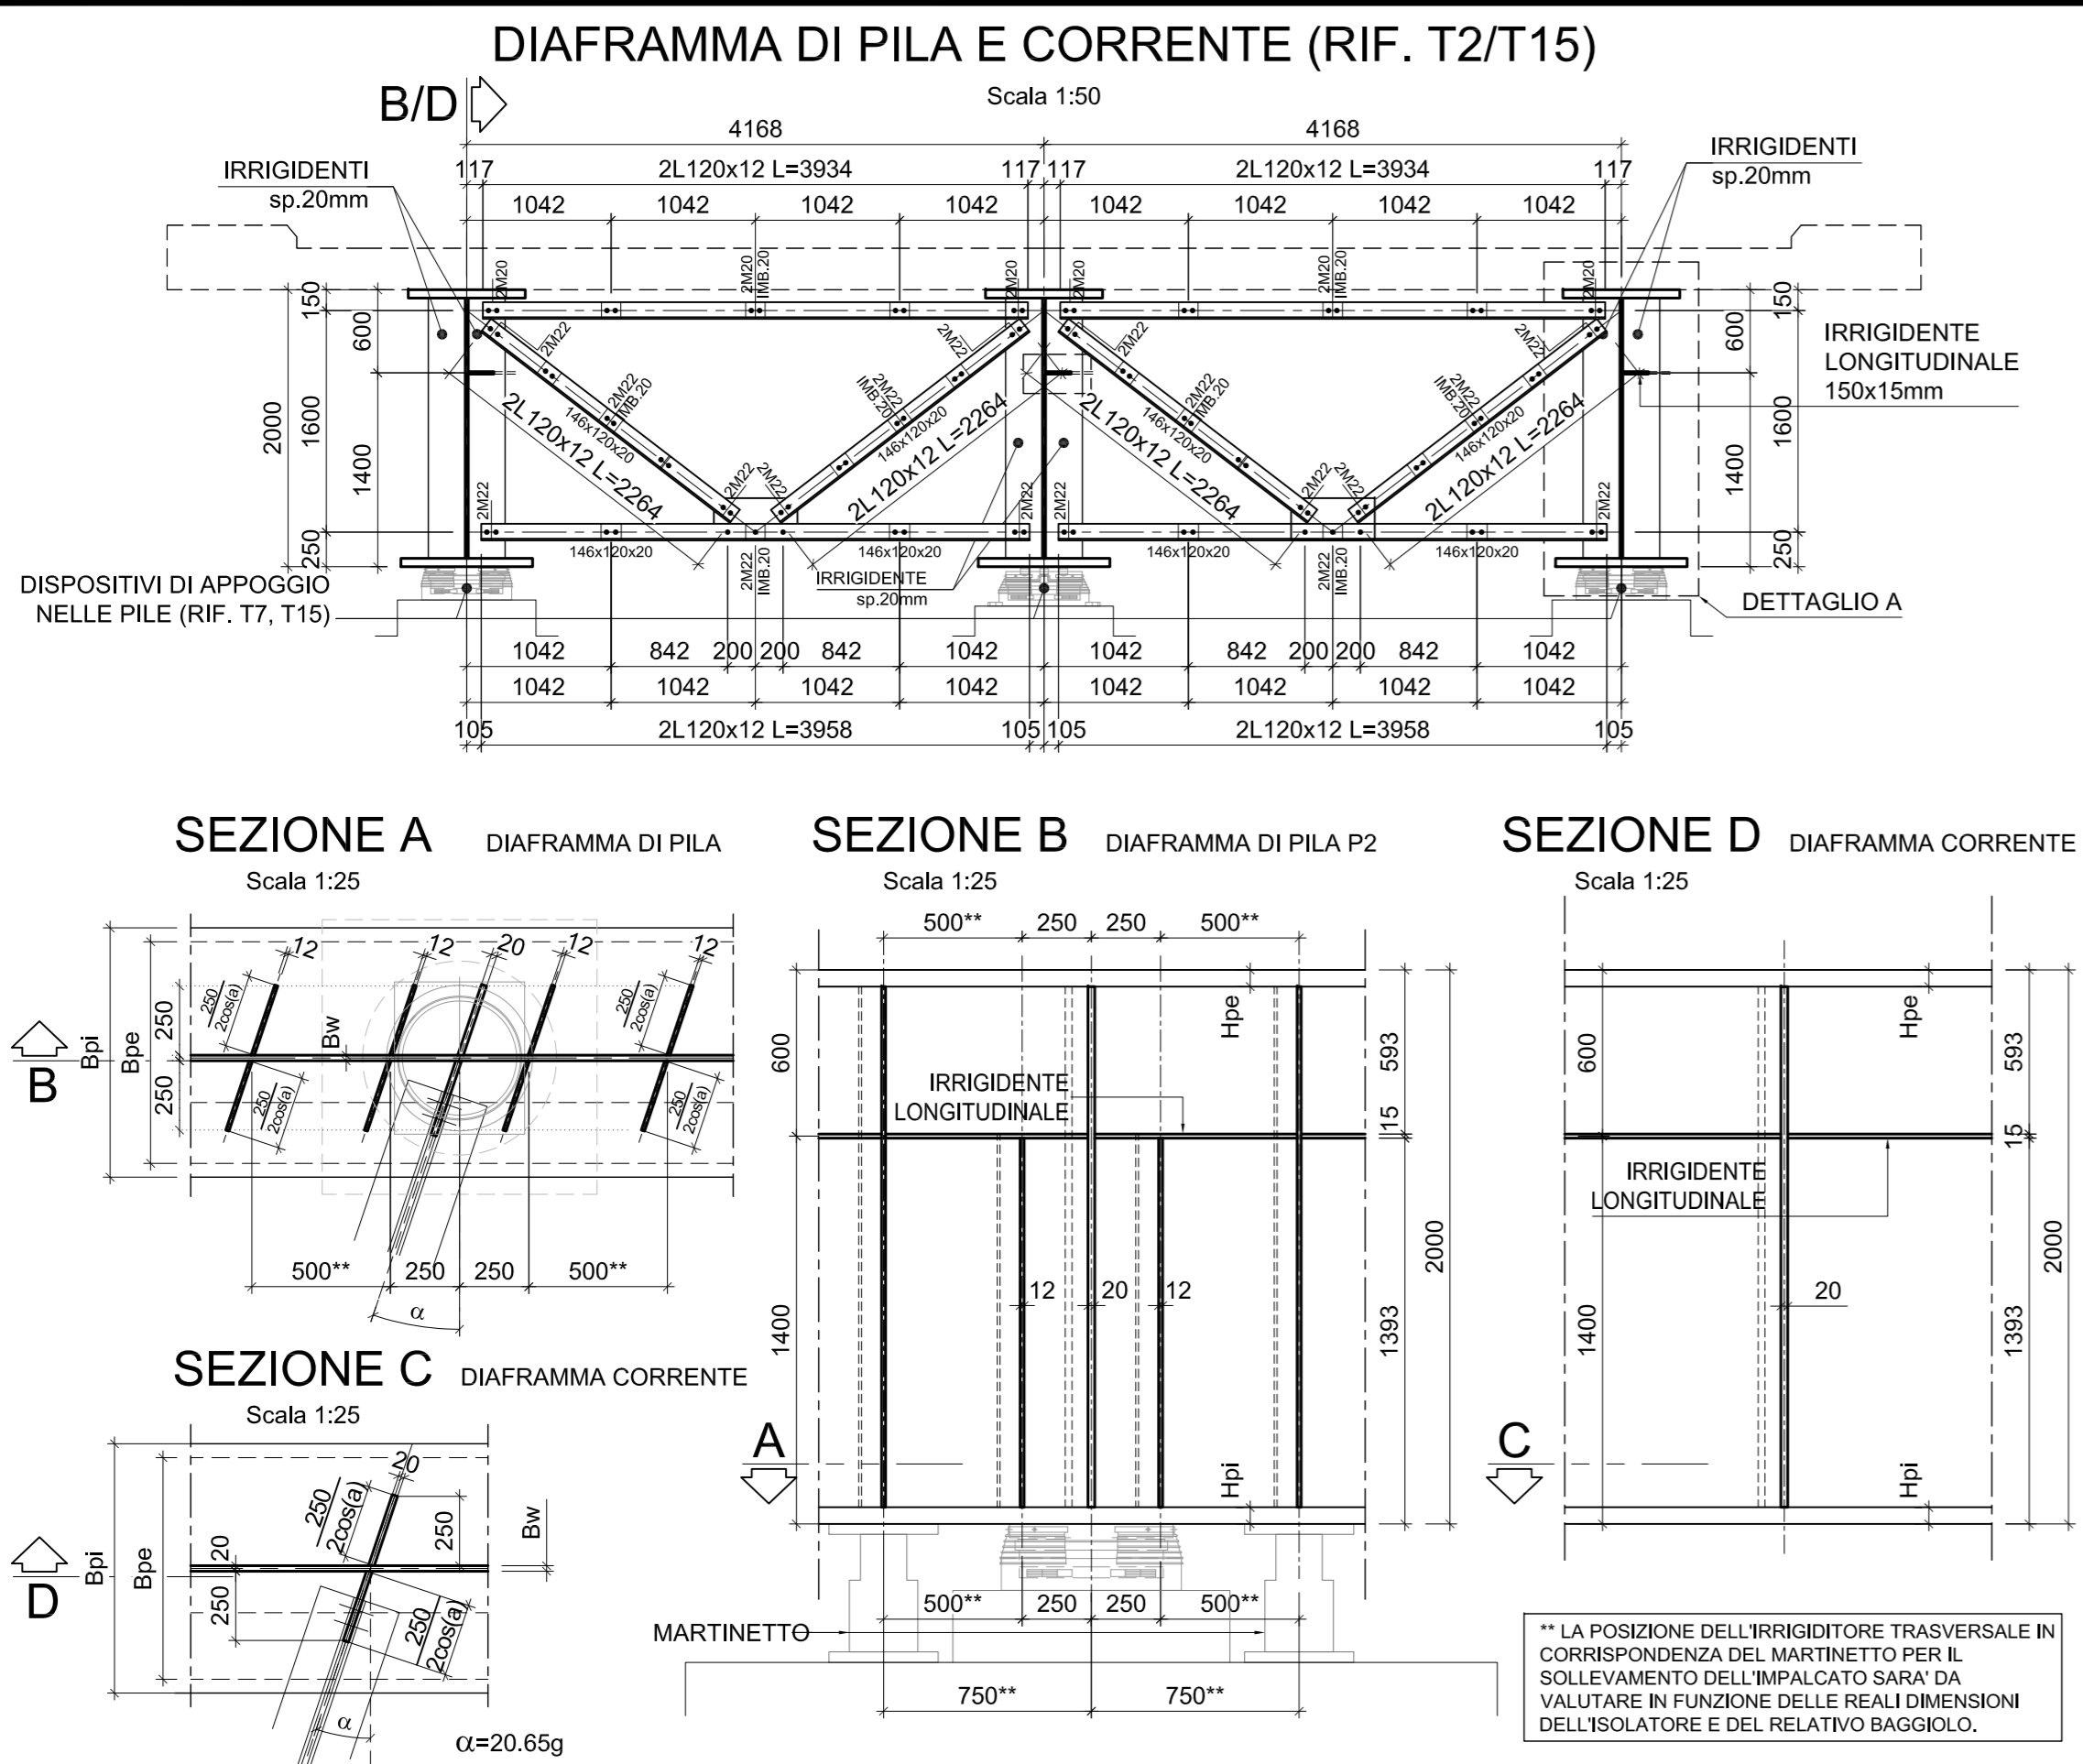 DIAFRAMMA DI PILA E CORRENTE (RIF. T2/T15)
Scala 1:50
B/D
4168 4168
IRRIGIDENTI
sp.20mm
IRRIGIDENTI
sp.20mm
117 2L120x12 L=3934 117 117 2L120x12 L=3934 117
1042 1042 1042 1042 1042 1042 1042 1042
2M20 2M20 IMB.20 2M20 2M20 2M20 IMB.20 2M20
150 600 2000 1600 1400 250
150 600 1600 1400 250
2M22 2M22 2M22 2M22
2M22 IMB.20 2M22 IMB.20 2M22 IMB.20 2M22 IMB.20
146x120x20 146x120x20 146x120x20 146x120x20
2L120x12 L=2264 2L120x12 L=2264 2L120x12 L=2264 2L120x12 L=2264
IRRIGIDENTE
LONGITUDINALE
150x15mm
2M22 2M22 2M22 2M22 2M22 2M22 2M22 2M22
146x120x20 146x120x20 146x120x20 146x120x20
2M22 IMB.20 2M22 IMB.20
IRRIGIDENTE
sp.20mm
DISPOSITIVI DI APPOGGIO
NELLE PILE (RIF. T7, T15)
DETTAGLIO A
1042 842 200 200 842 1042 1042 842 200 200 842 1042
1042 1042 1042 1042 1042 1042 1042 1042
105 2L120x12 L=3958 105 105 2L120x12 L=3958 105
SEZIONE A DIAFRAMMA DI PILA
Scala 1:25
12 12 20 12 12
250
2cos(a)
250
2cos(a)
Bpi Bpe 250 250 Bw
B
250
2cos(a)
250
2cos(a)
500** 250 250 500**
α
SEZIONE B DIAFRAMMA DI PILA P2
Scala 1:25
500** 250 250 500**
Hpe
600 593
IRRIGIDENTE
LONGITUDINALE
15
2000
12 20 12
1400 1393
A
Hpi
500** 250 250 500**
MARTINETTO
750** 750**
SEZIONE D DIAFRAMMA CORRENTE
Scala 1:25
Hpe
600 593
15
IRRIGIDENTE
LONGITUDINALE
2000
20
1400 1393
C
Hpi
SEZIONE C DIAFRAMMA CORRENTE
Scala 1:25
20
250
2cos(a)
250
Bpi Bpe 20 250 Bw
D
250
2cos(a)
α
α=20.65g
** LA POSIZIONE DELL'IRRIGIDITORE TRASVERSALE IN
CORRISPONDENZA DEL MARTINETTO PER IL
SOLLEVAMENTO DELL'IMPALCATO SARA' DA
VALUTARE IN FUNZIONE DELLE REALI DIMENSIONI
DELL'ISOLATORE E DEL RELATIVO BAGGIOLO.